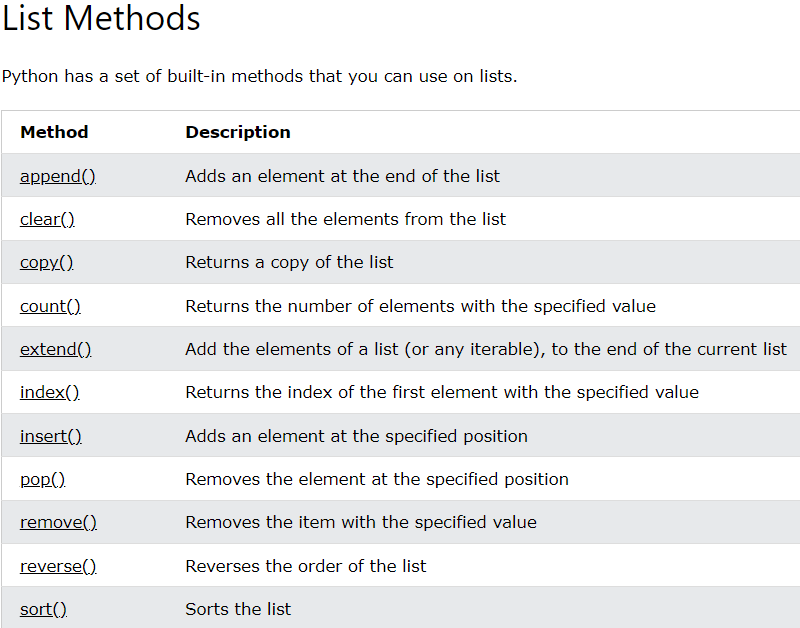 List Methods
Python has a set of built-in methods that you can use on lists.
Method Description
append() Adds an element at the end of the list
clear() Removes all the elements from the list
copy() Returns a copy of the list
count() Returns the number of elements with the specified value
extend() Add the elements of a list (or any iterable), to the end of the current list
index() Returns the index of the first element with the specified value
insert() Adds an element at the specified position
pop() Removes the element at the specified position
remove() Removes the item with the specified value
reverse() Reverses the order of the list
sort() Sorts the list